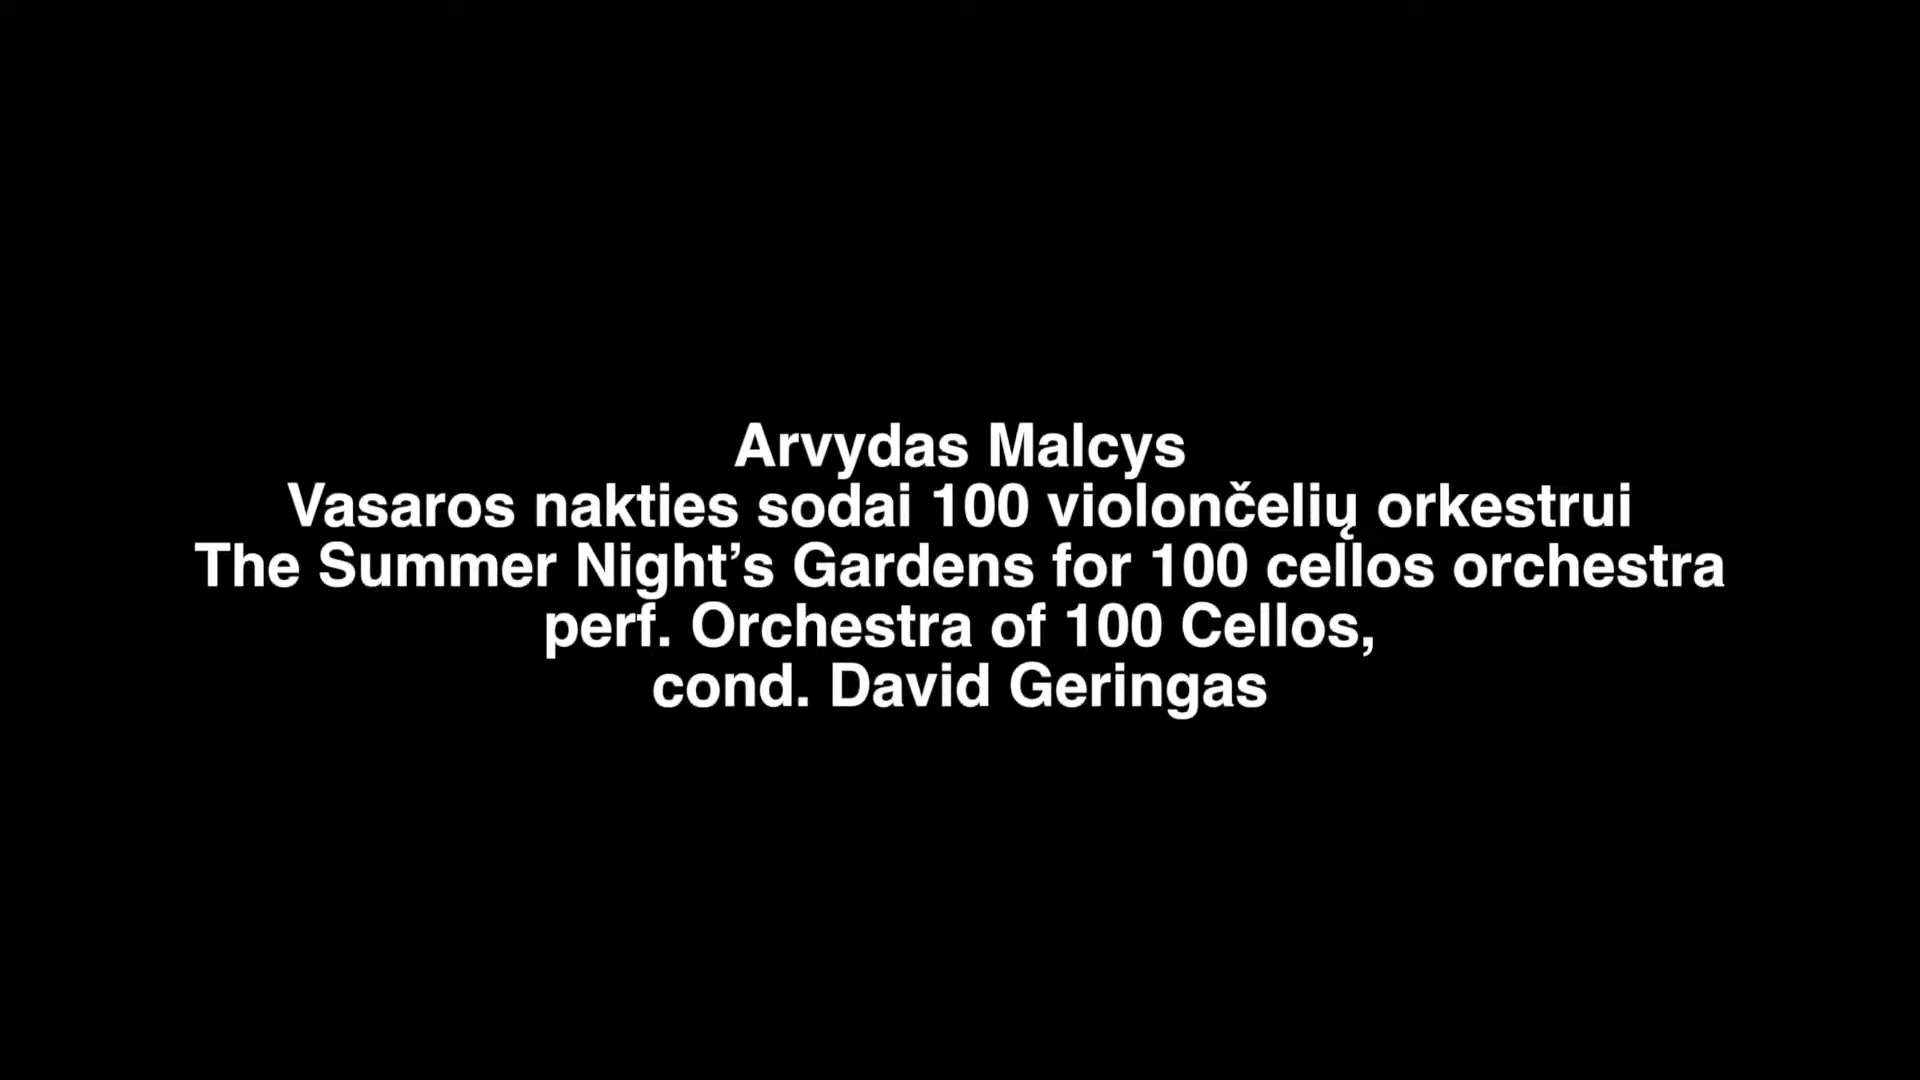 Arvydas Malcys
Vasaros nakties sodai 100 violončelių orkestrui
The Summer Night’s Gardens for 100 cellos orchestra
perf. Orchestra of 100 Cellos,
cond. David Geringas